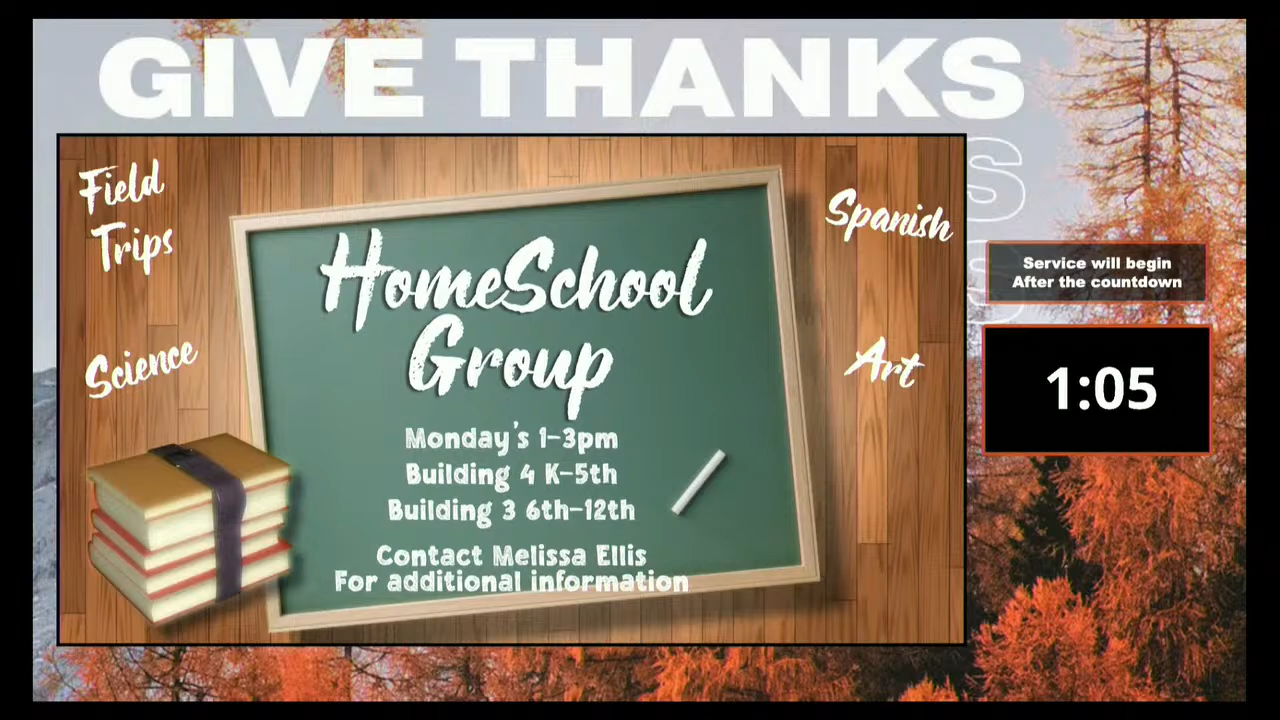 GIVE THANKS
S
S
Field
Trips
Science
HomeSchool
Group
Monday's 1-3pm
Building 4 K-5th
Building 3 6th-12th
Contact Melissa Ellis
For additional information
Spanish
Art
Service will begin
After the countdown
1:05